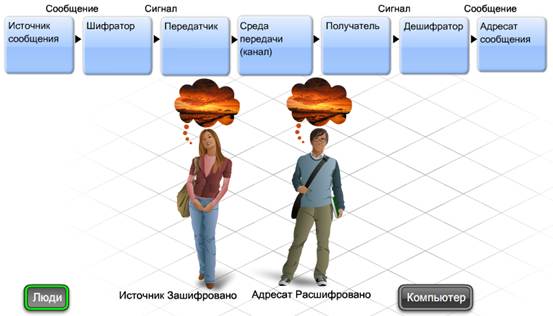 Сообщение Сигнал Сигнал Сообщение
Источник сообщения
Шифратор
Передатчик
Среда передачи (канал)
Получатель
Дешифратор
Адресат сообщения
Люди
Источник Зашифровано
Адресат Расшифровано
Компьютер